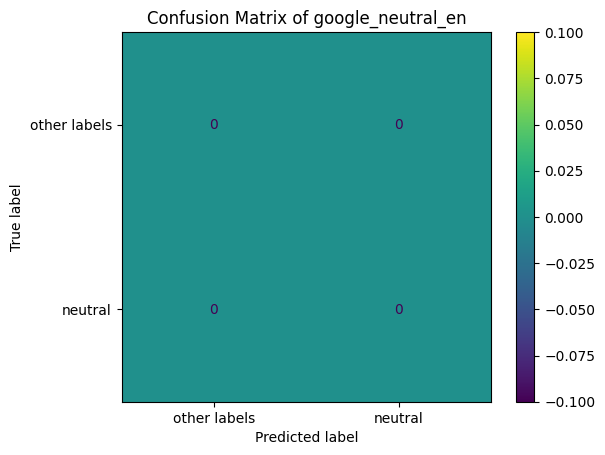 Confusion Matrix of google_neutral_en
True label
other labels
neutral
0 0
0 0
other labels neutral
Predicted label
0.100
0.075
0.050
0.025
0.000
−0.025
−0.050
−0.075
−0.100